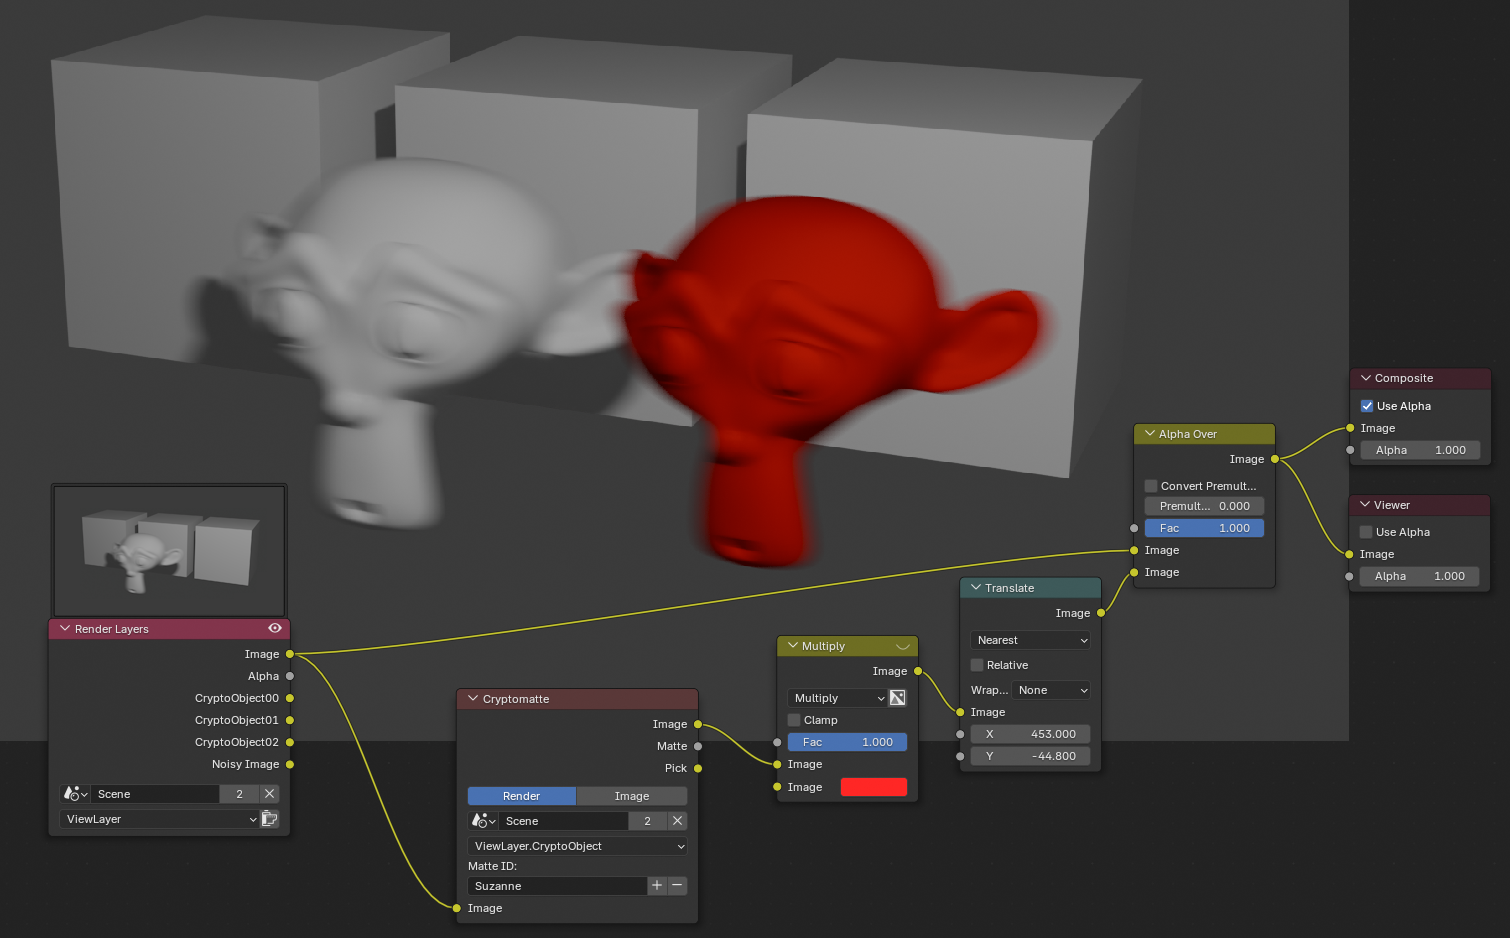 Render Layers
Image
Alpha
CryptoObject00
CryptoObject01
CryptoObject02
Noisy Image
Scene 2
ViewLayer
Cryptomatte
Image
Matte
Pick
Render Image
Scene 2
ViewLayer.CryptoObject
Matte ID:
Suzanne
Image
Multiply
Image
Multiply
Clamp
Fac 1.000
Image
Image
Translate
Image
Nearest
Relative
Wrap... None
Image
X 453.000
Y -44.800
Alpha Over
Image
Convert Premult...
Premult... 0.000
Fac 1.000
Image
Image
Composite
Use Alpha
Image
Alpha 1.000
Viewer
Use Alpha
Image
Alpha 1.000